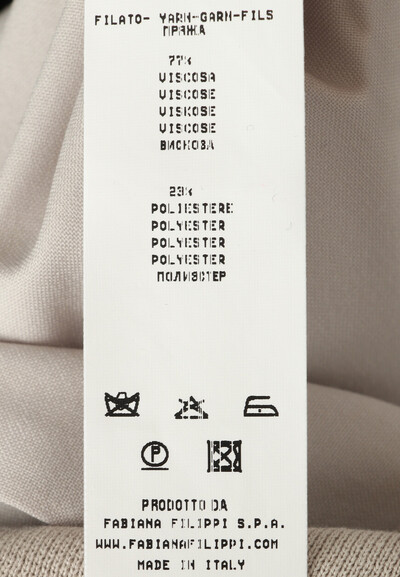 FILATO- YARN-GARN-FILS
ПРЯЖА
77%
VISCOSA
VISCOSE
VISKOSE
VISCOSE
ВИСКОЗА
23%
POLIESTERE
POLYESTER
POLYESTER
POLYESTER
ПОЛИЭСТЕР
P
PRODOTTO DA
FABIANA FILIPPI S.P.A.
WWW.FABIANAFILIPPI.COM
MADE IN ITALY